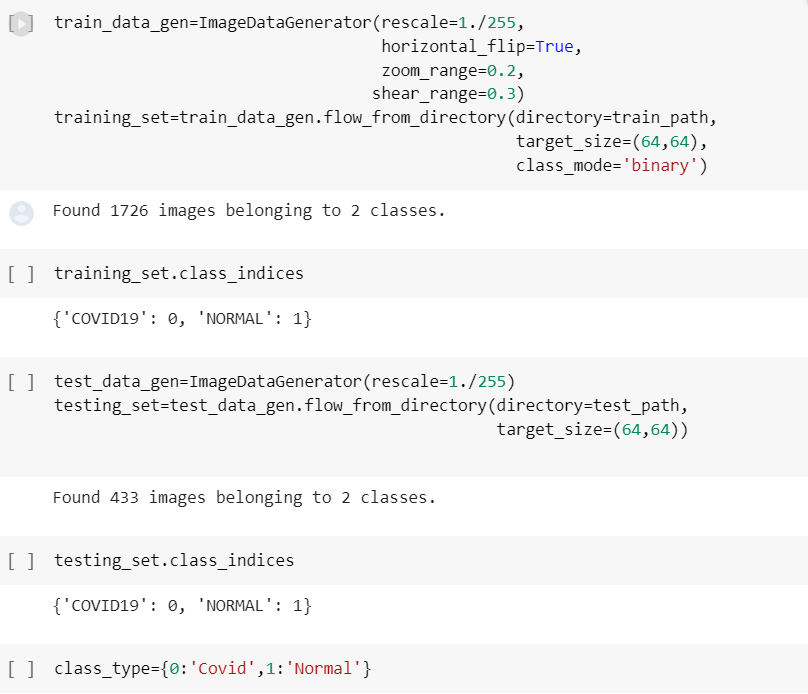 [ ] train_data_gen=ImageDataGenerator(rescale=1./255,
horizontal_flip=True,
zoom_range=0.2,
shear_range=0.3)
training_set=train_data_gen.flow_from_directory(directory=train_path,
target_size=(64,64),
class_mode='binary')
Found 1726 images belonging to 2 classes.
[ ] training_set.class_indices
{'COVID19': 0, 'NORMAL': 1}
[ ] test_data_gen=ImageDataGenerator(rescale=1./255)
testing_set=test_data_gen.flow_from_directory(directory=test_path,
target_size=(64,64))
Found 433 images belonging to 2 classes.
[ ] testing_set.class_indices
{'COVID19': 0, 'NORMAL': 1}
[ ] class_type={0:'Covid',1:'Normal'}